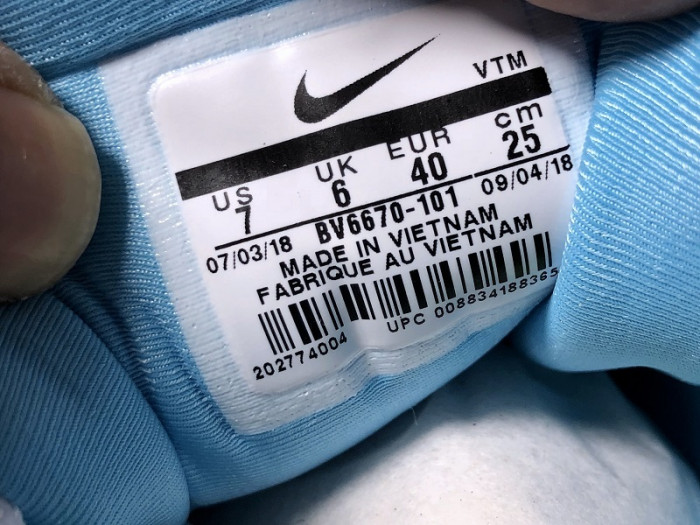 VTM
US UK EUR cm
7 6 40 25
07/03/18 BV6670-101 09/04/18
MADE IN VIETNAM
FABRIQUE AU VIETNAM
202774004 UPC 008834188365